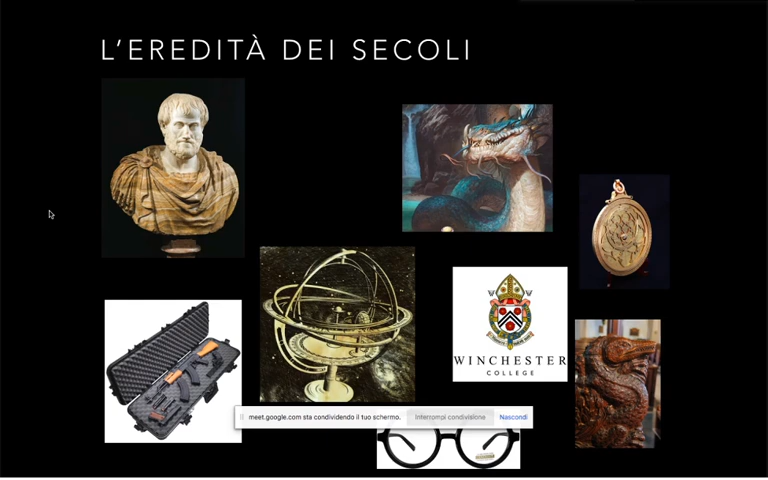 L'EREDITÀ DEI SECOLI
WINCHESTER
COLLEGE
meet.google.com sta condividendo il tuo schermo. Interrompi condivisione Nascondi